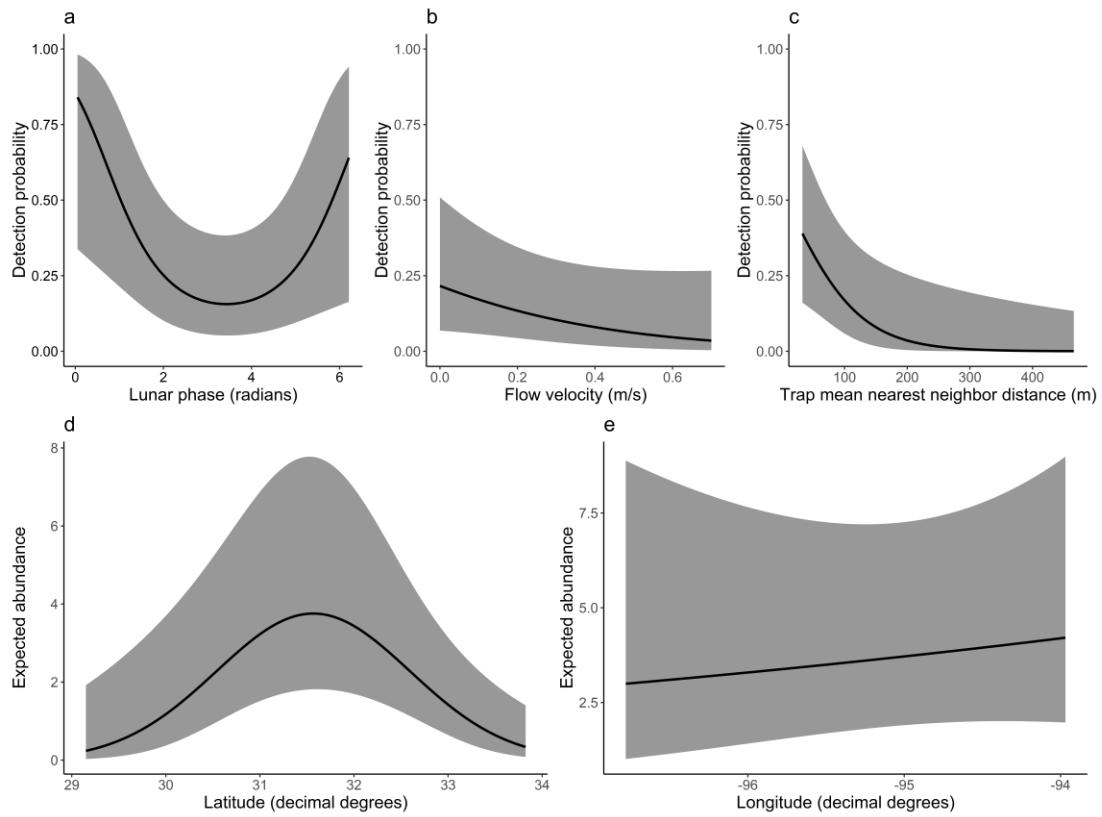 a
b
c
1.00
0.75
0.50
0.25
0.00
Detection probability
0
2
4
6
Lunar phase (radians)
1.00
0.75
0.50
0.25
0.00
Detection probability
0.0
0.2
0.4
0.6
Flow velocity (m/s)
1.00
0.75
0.50
0.25
0.00
Detection probability
100
200
300
400
Trap mean nearest neighbor distance (m)
d
e
8
6
4
2
0
Expected abundance
29
30
31
32
33
34
Latitude (decimal degrees)
7.5
5.0
2.5
Expected abundance
-96
-95
-94
Longitude (decimal degrees)